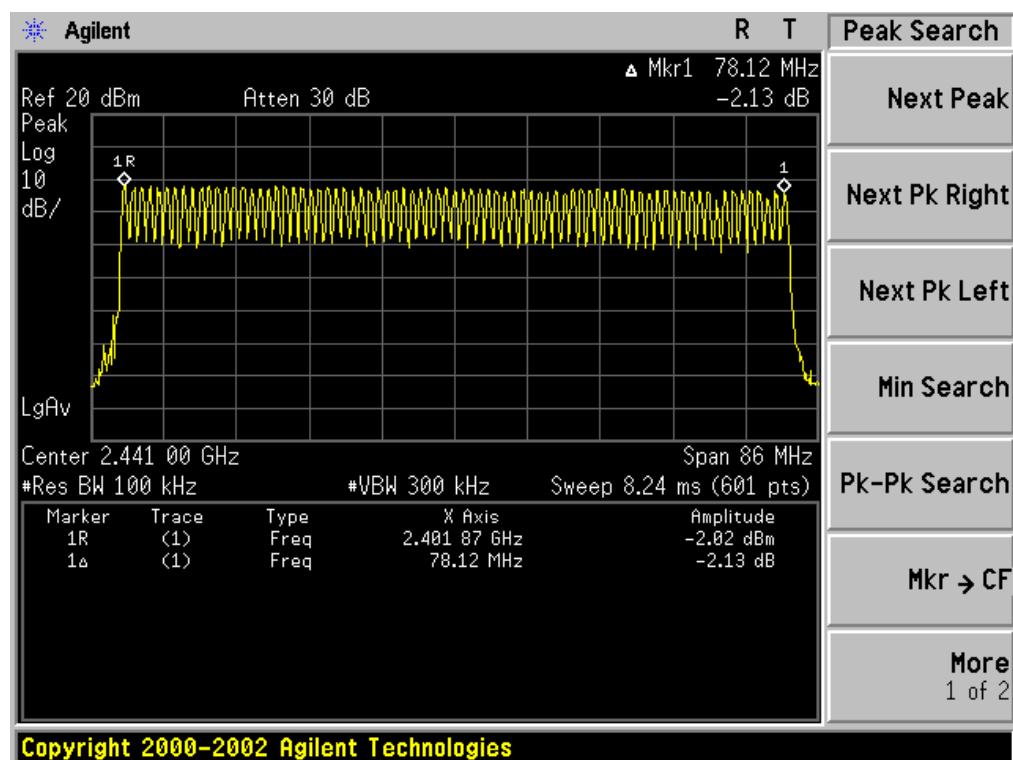 Agilent R T Peak Search
Δ Mkr1 78.12 MHz
Ref 20 dBm Atten 30 dB -2.13 dB
Peak
Log
10
dB/
1R
1
LgAv
Center 2.441 00 GHz Span 86 MHz
#Res BW 100 kHz #VBW 300 kHz Sweep 8.24 ms (601 pts)
Marker Trace Type X Axis Amplitude
1R (1) Freq 2.401 87 GHz -2.02 dBm
1Δ (1) Freq 78.12 MHz -2.13 dB
Next Peak
Next Pk Right
Next Pk Left
Min Search
Pk-Pk Search
Mkr → CF
More
1 of 2
Copyright 2000-2002 Agilent Technologies